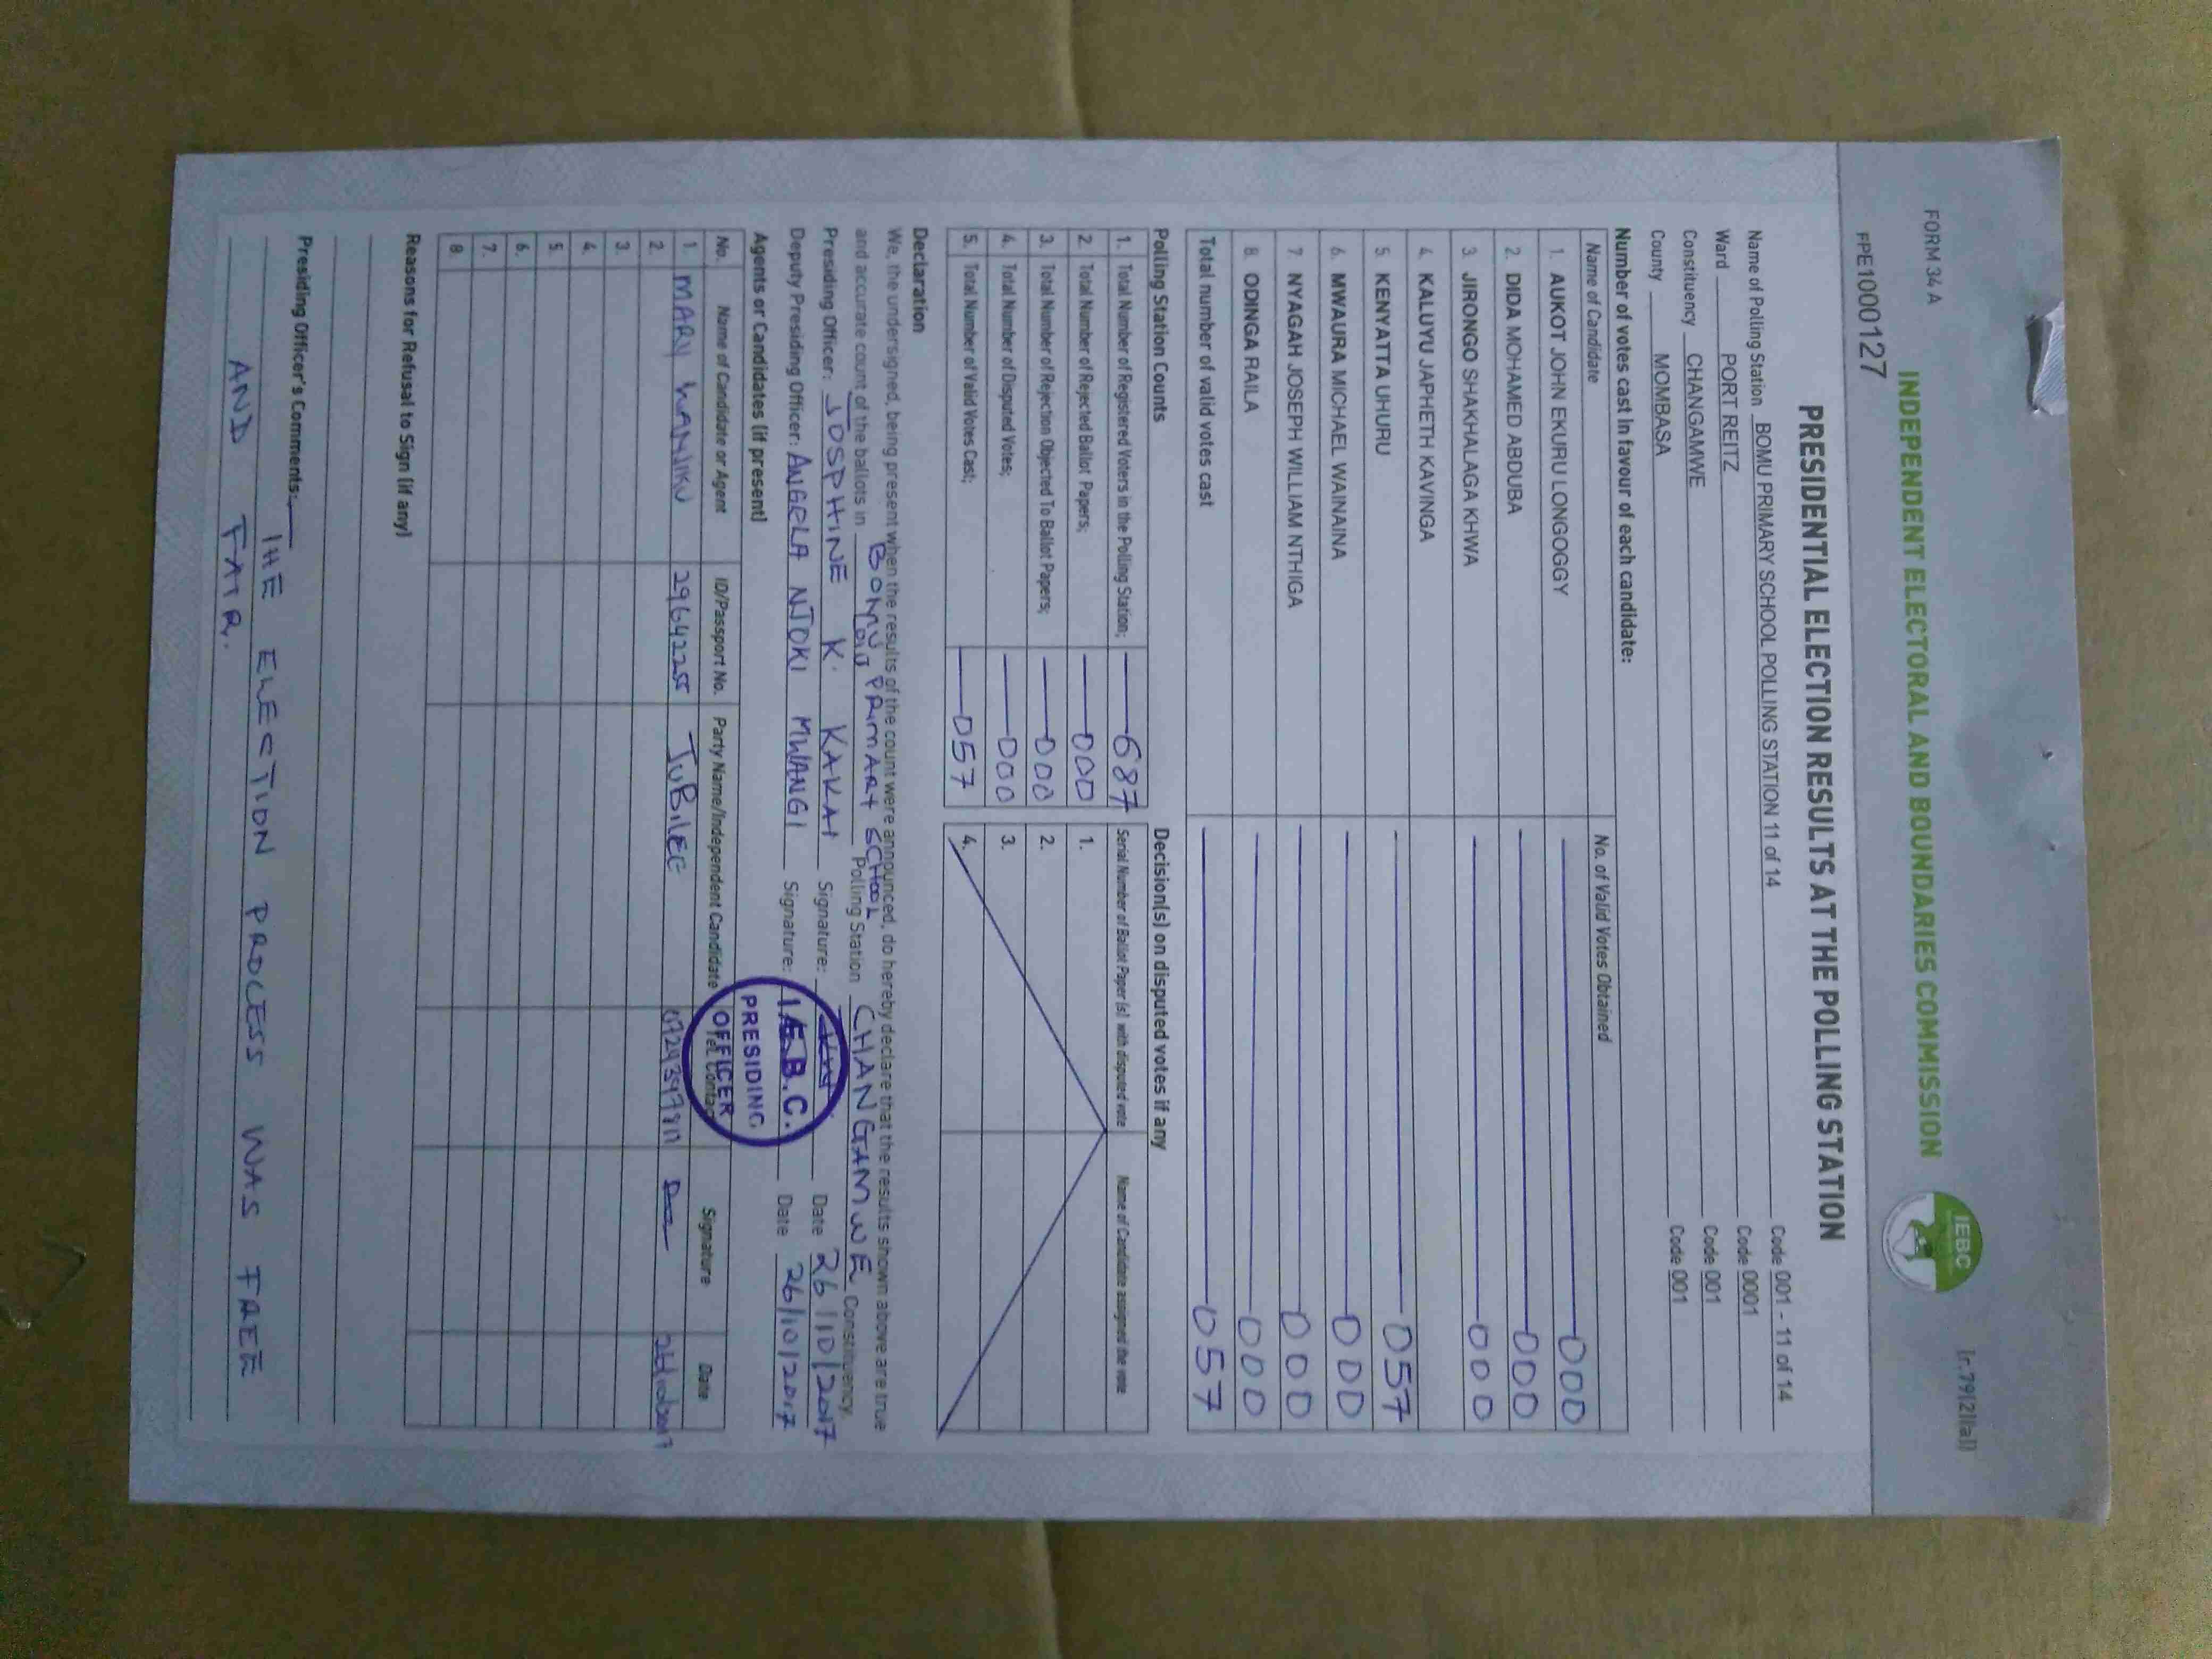 FORM 34 A
[r.79(2)(a)]
INDEPENDENT ELECTORAL AND BOUNDARIES COMMISSION
IEBC
FPE1000127
PRESIDENTIAL ELECTION RESULTS AT THE POLLING STATION
Name of Polling Station BOMU PRIMARY SCHOOL POLLING STATION 11 of 14 Code 001 - 11 of 14
Ward PORT REITZ Code 0001
Constituency CHANGAMWE Code 001
County MOMBASA Code 001
Number of votes cast in favour of each candidate:
Name of Candidate No. of Valid Votes Obtained
1. AUKOT JOHN EKURU LONGOGGY 000
2. DIDA MOHAMED ABDUBA 000
3. JIRONGO SHAKHALAGA KHWA 000
4. KALUYU JAPHETH KAVINGA
5. KENYATTA UHURU 057
6. MWAURA MICHAEL WAINAINA 000
7. NYAGAH JOSEPH WILLIAM NTHIGA 000
8. ODINGA RAILA 000
Total number of valid votes cast 057
Polling Station Counts
1. Total Number of Registered Voters in the Polling Station; 687
2. Total Number of Rejected Ballot Papers; 000
3. Total Number of Rejection Objected To Ballot Papers; 000
4. Total Number of Disputed Votes; 000
5. Total Number of Valid Votes Cast; 057
Decision(s) on disputed votes if any
Serial Number of Ballot Paper (s) with disputed vote Name of Candidate assigned the vote
1.
2.
3.
4.
Declaration
We, the undersigned, being present when the results of the count were announced, do hereby declare that the results shown above are true
and accurate count of the ballots in BOMU PRIMARY SCHOOL Polling Station CHANGAMWE Constituency.
Presiding Officer: JOSPHINE K. KAKAI Signature: Date 26/10/2017
Deputy Presiding Officer: ANGELA NJOKI MWANGI Signature: Date 26/10/2017
I.E.B.C.
PRESIDING
OFFICER
Agents or Candidates (if present)
No. Name of Candidate or Agent ID/Passport No. Party Name/Independent Candidate Tel. Contact Signature Date
1. MARY WANJIKU 29642255 JUBILEE
2.
3.
4.
5.
6.
7.
8.
Reasons for Refusal to Sign (if any)
Presiding Officer's Comments:
THE ELECTION PROCESS WAS FREE
AND FAIR.